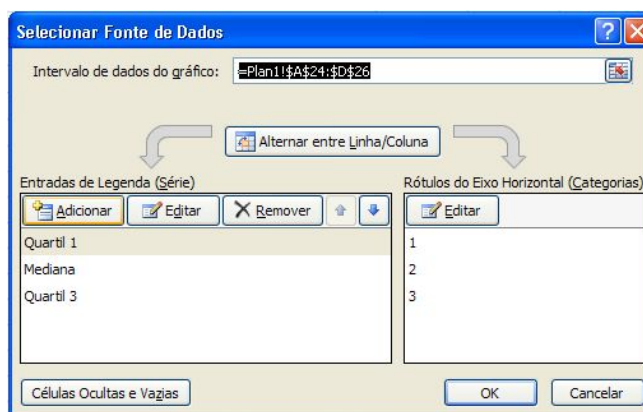 Selecionar Fonte de Dados
Intervalo de dados do gráfico: =Plan1!$A$24:$D$26
Alternar entre Linha/Coluna
Entradas de Legenda (Série)
Adicionar Editar Remover
Quartil 1
Mediana
Quartil 3
Rótulos do Eixo Horizontal (Categorias)
Editar
1
2
3
Células Ocultas e Vazias OK Cancelar